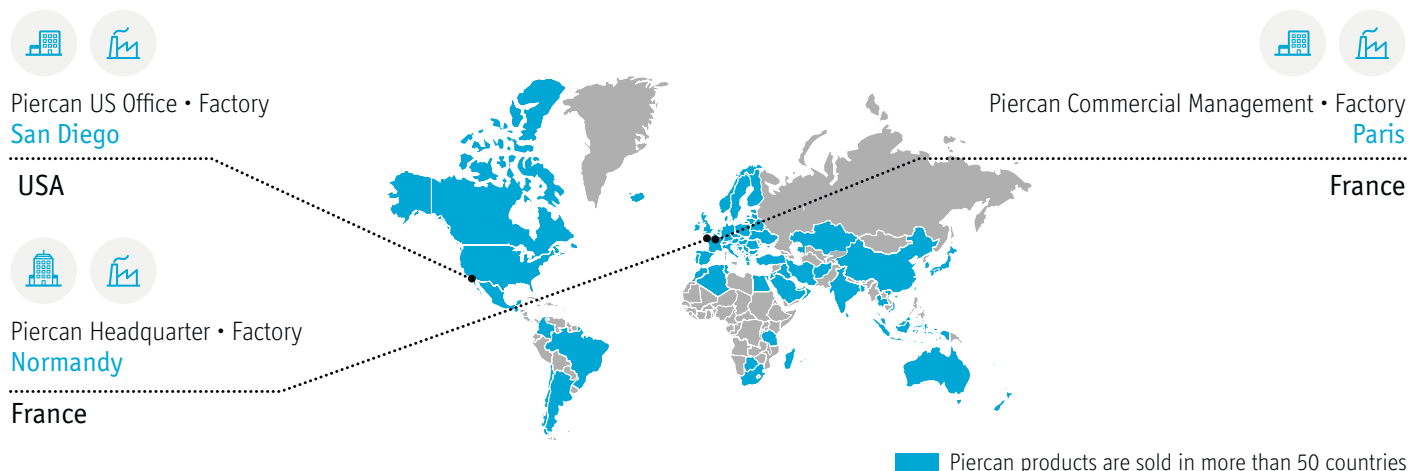 Piercan US Office • Factory
San Diego
USA
Piercan Headquarter • Factory
Normandy
France
Piercan Commercial Management • Factory
Paris
France
Piercan products are sold in more than 50 countries